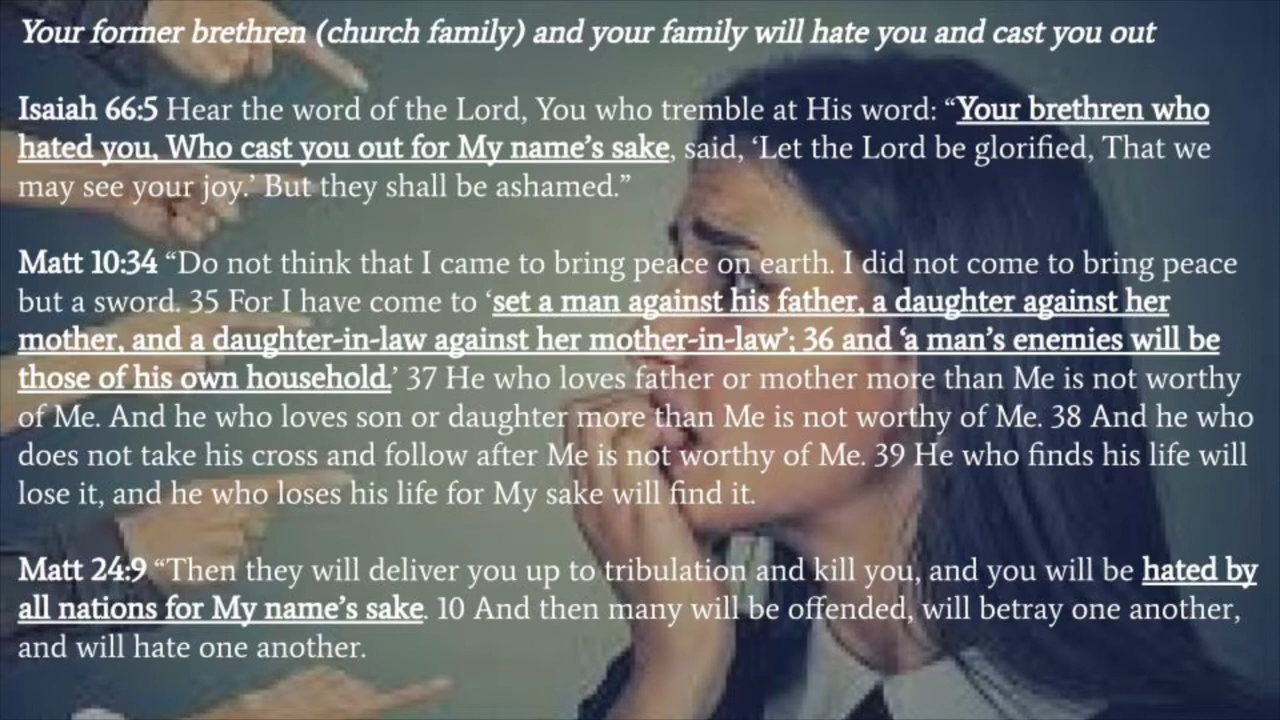 Your former brethren (church family) and your family will hate you and cast you out
Isaiah 66:5 Hear the word of the Lord, You who tremble at His word: “Your brethren who
hated you, Who cast you out for My name’s sake, said, ‘Let the Lord be glorified, That we
may see your joy.’ But they shall be ashamed.”
Matt 10:34 “Do not think that I came to bring peace on earth. I did not come to bring peace
but a sword. 35 For I have come to ‘set a man against his father, a daughter against her
mother, and a daughter-in-law against her mother-in-law’; 36 and ‘a man’s enemies will be
those of his own household.’ 37 He who loves father or mother more than Me is not worthy
of Me. And he who loves son or daughter more than Me is not worthy of Me. 38 And he who
does not take his cross and follow after Me is not worthy of Me. 39 He who finds his life will
lose it, and he who loses his life for My sake will find it.
Matt 24:9 “Then they will deliver you up to tribulation and kill you, and you will be hated by
all nations for My name’s sake. 10 And then many will be offended, will betray one another,
and will hate one another.